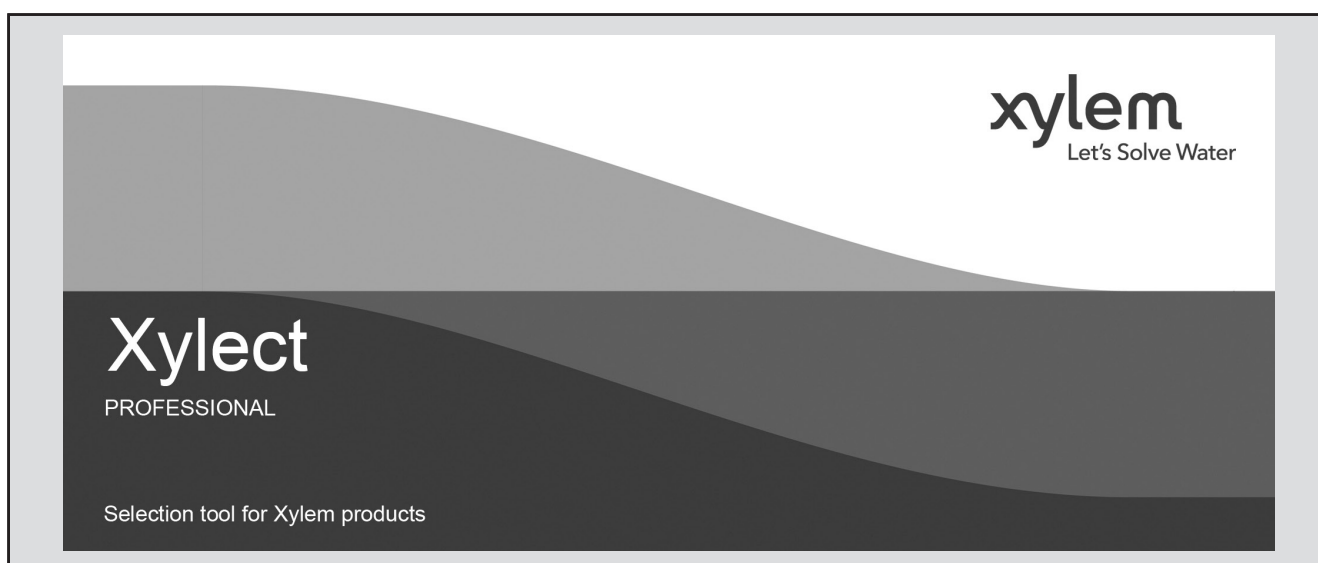 xylem
Let's Solve Water
Xylect
PROFESSIONAL
Selection tool for Xylem products